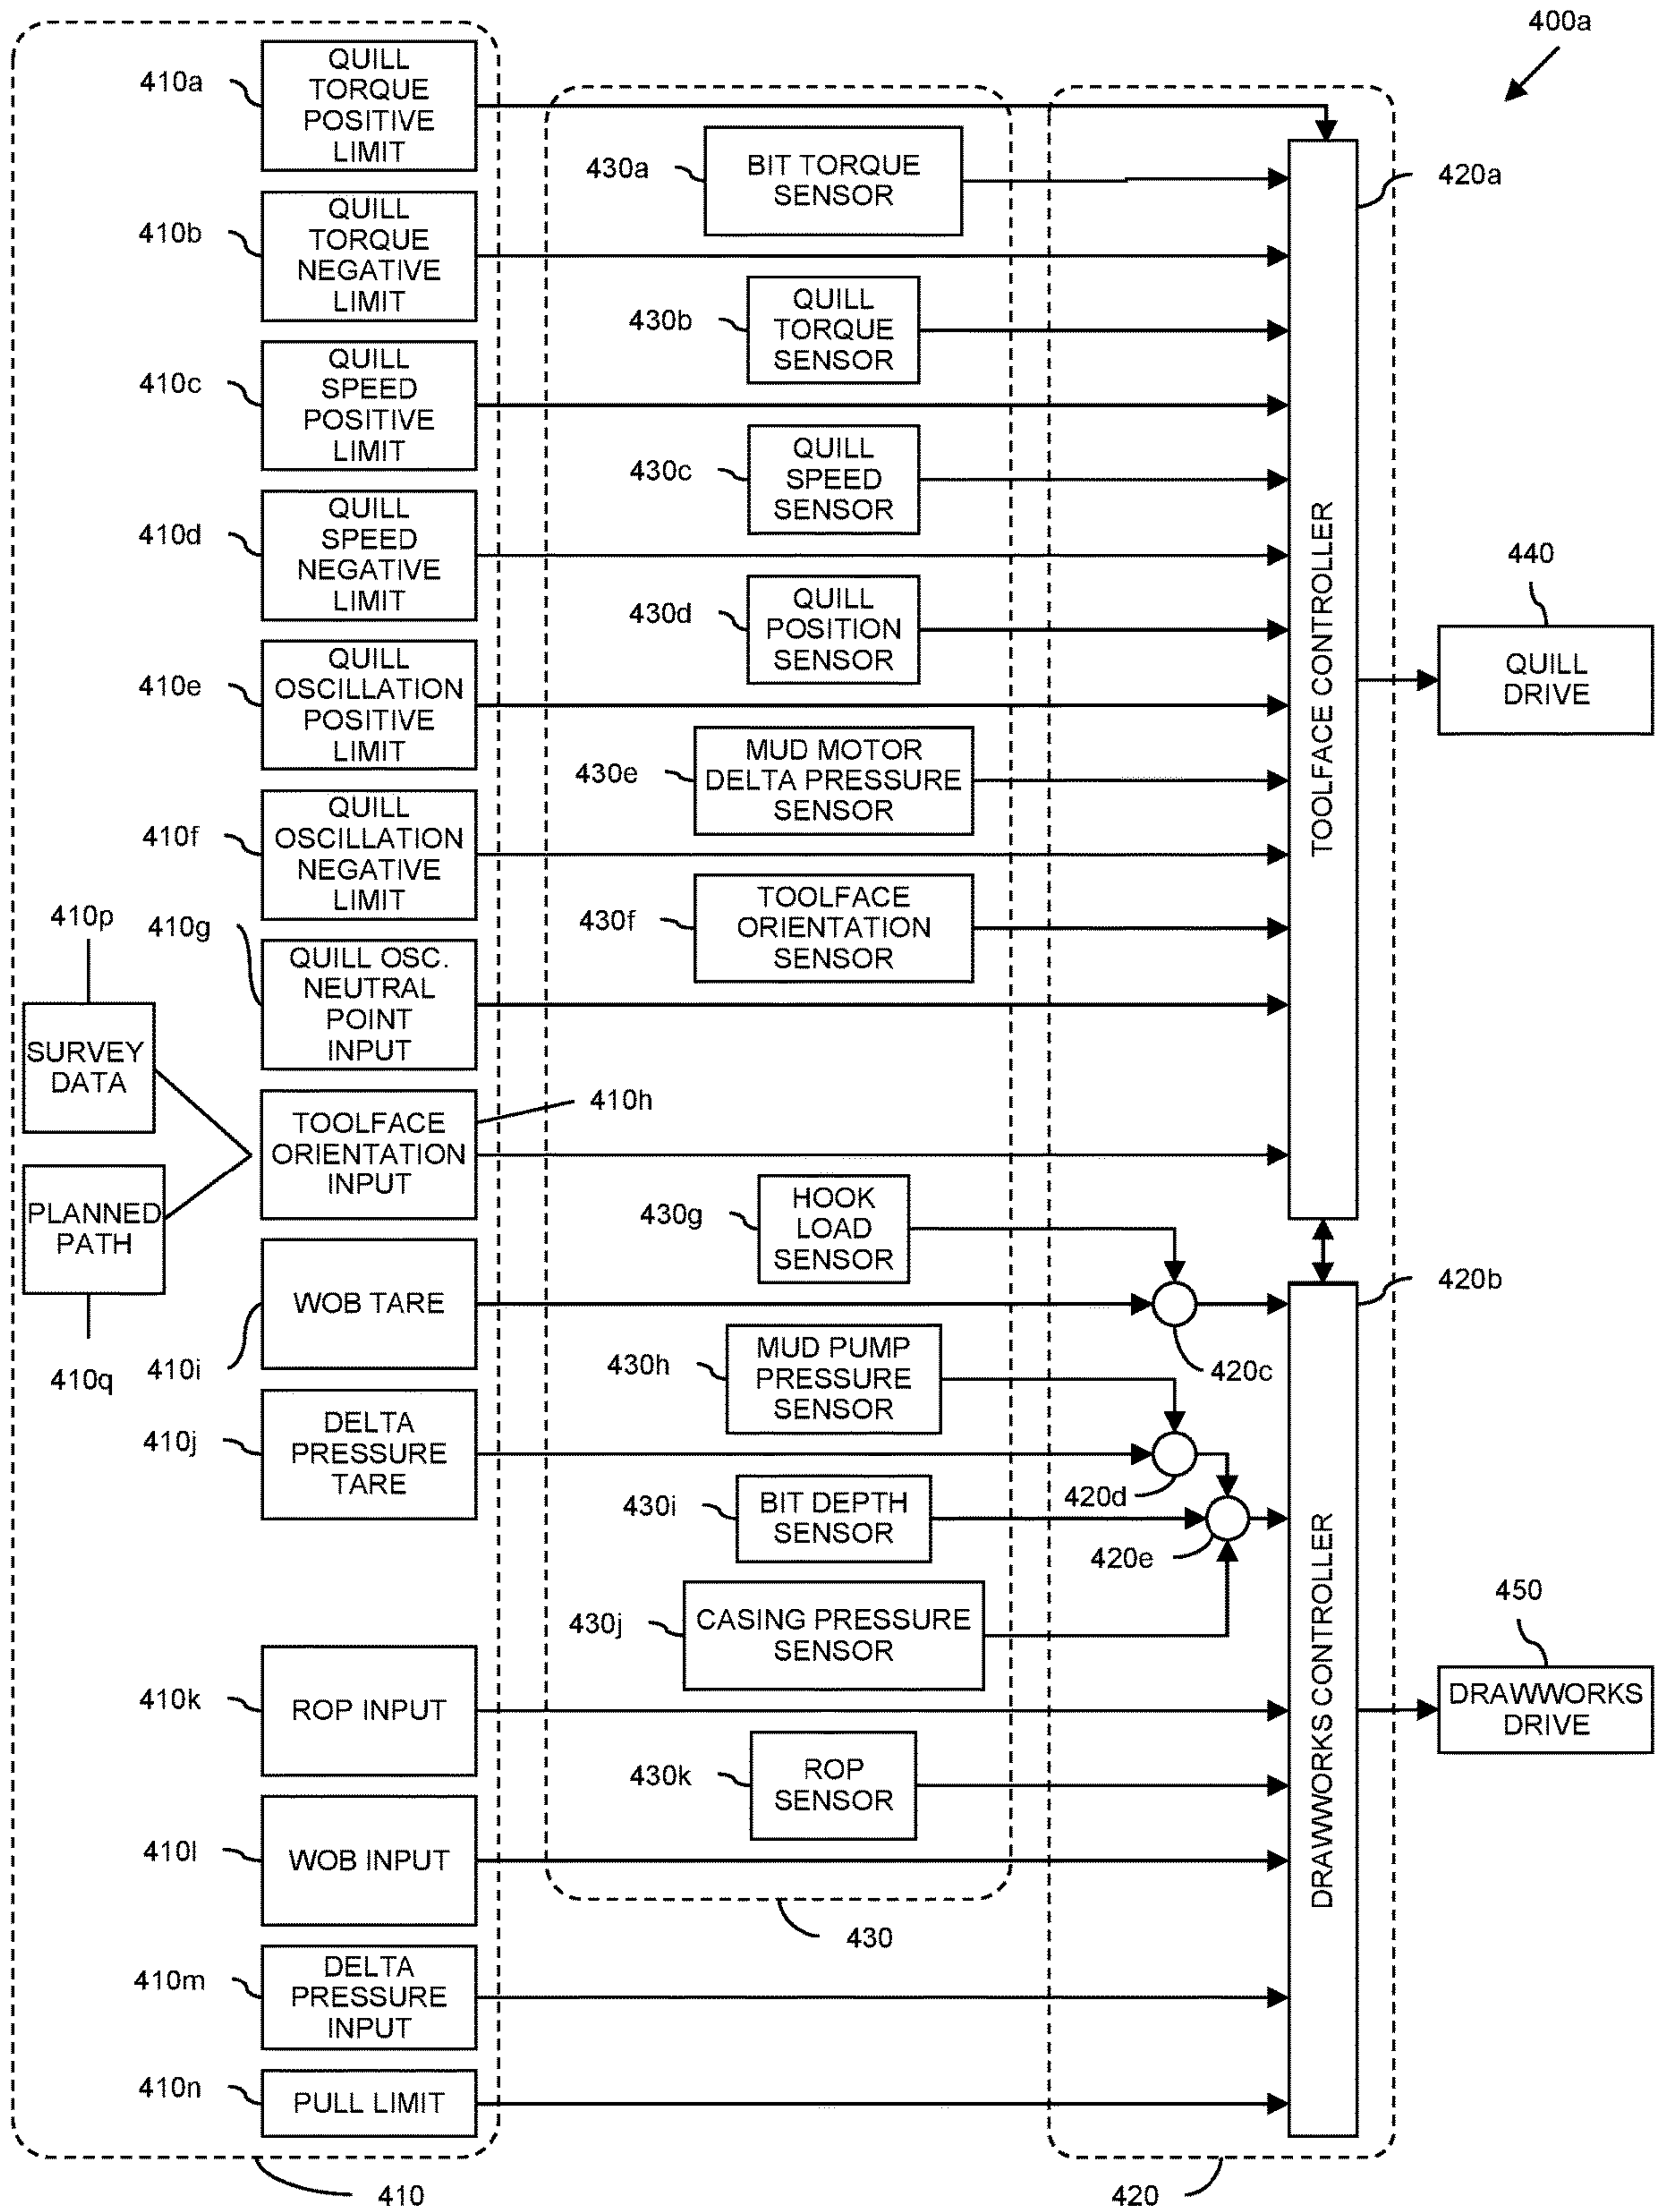 400a
410a
QUILL
TORQUE
POSITIVE
LIMIT
430a
BIT TORQUE
SENSOR
420a
410b
QUILL
TORQUE
NEGATIVE
LIMIT
430b
QUILL
TORQUE
SENSOR
410c
QUILL
SPEED
POSITIVE
LIMIT
430c
QUILL
SPEED
SENSOR
410d
QUILL
SPEED
NEGATIVE
LIMIT
430d
QUILL
POSITION
SENSOR
TOOLFACE CONTROLLER
440
QUILL
DRIVE
410e
QUILL
OSCILLATION
POSITIVE
LIMIT
430e
MUD MOTOR
DELTA PRESSURE
SENSOR
410f
QUILL
OSCILLATION
NEGATIVE
LIMIT
430f
TOOLFACE
ORIENTATION
SENSOR
410p
410g
QUILL OSC.
NEUTRAL
POINT
INPUT
SURVEY
DATA
410h
TOOLFACE
ORIENTATION
INPUT
PLANNED
PATH
410q
430g
HOOK
LOAD
SENSOR
410i
WOB TARE
420c
420b
430h
MUD PUMP
PRESSURE
SENSOR
410j
DELTA
PRESSURE
TARE
420d
430i
BIT DEPTH
SENSOR
420e
430j
CASING PRESSURE
SENSOR
DRAWWORKS CONTROLLER
450
DRAWWORKS
DRIVE
410k
ROP INPUT
430k
ROP
SENSOR
410l
WOB INPUT
430
410m
DELTA
PRESSURE
INPUT
410n
PULL LIMIT
410
420